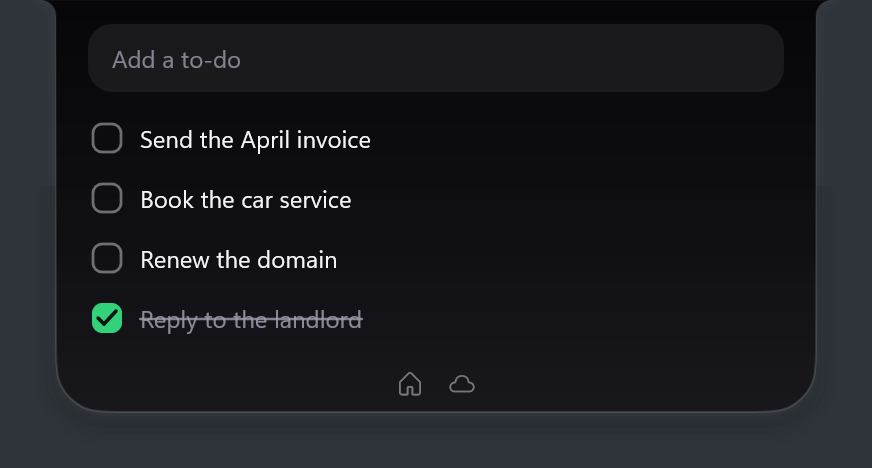 Add a to-do
Send the April invoice
Book the car service
Renew the domain
Reply to the landlord